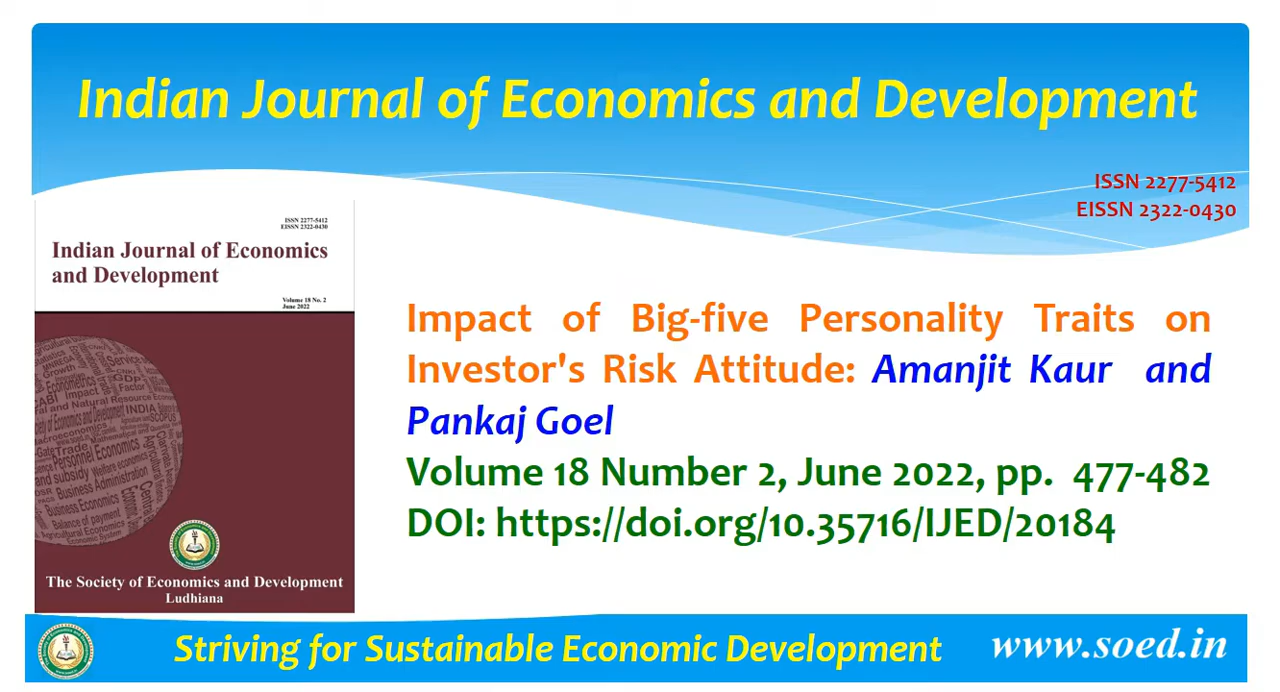 Indian Journal of Economics and Development
ISSN 2277-5412
EISSN 2322-0430
ISSN 2277-5412
EISSN 2322-0430
Indian Journal of Economics
and Development
Volume 18 No. 2
June 2022
The Society of Economics and Development
Ludhiana
Impact of Big-five Personality Traits on
Investor's Risk Attitude: Amanjit Kaur and
Pankaj Goel
Volume 18 Number 2, June 2022, pp. 477-482
DOI: https://doi.org/10.35716/IJED/20184
Striving for Sustainable Economic Development
www.soed.in